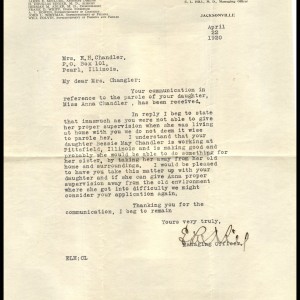 JACKSONVILLE
April
22
1929
Mrs. E.H. Chandler,
P.O. Box 101,
Pearl, Illinois.
My dear Mrs. Changler:
Your communication in
reference to the parole of your daughter,
Miss Anna Chandler, has been received.
In reply I beg to state
that inasmuch as you were not able to give
her proper supervision when she was living
at home with you we do not deem it wise
to parole her. I understand that your
daughter Bessie May Chandler is working at
Pittsfield, Illinois and is making good and
probably she would be able to do something for
her sister, by taking her away from her old
home and surroundings. I would be pleased
to have you take this matter up with your
daughter and if she can give Anna proper
supervision away from the old environment
where she got into difficulty we might
consider your application again.
Thanking you for the
communication, I beg to remain
Yours very truly,
Managing Officer.